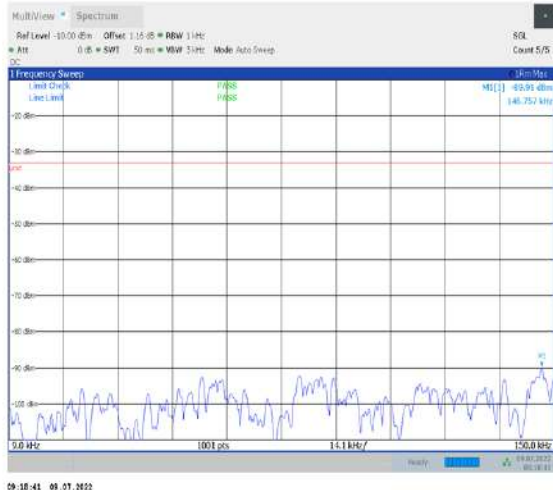 MultiView Spectrum
Ref Level -10.00 dBm Offset 1.16 dB RBW 1 kHz SGL
Att 0 dB SWT 50 ms VBW 3 kHz Mode Auto Sweep Count 5/5
DC
1 Frequency Sweep 1Rm Max
Limit Check PASS M1[1] -89.91 dBm
Line Limit PASS 146.757 kHz
-20 dBm
-30 dBm
-40 dBm
-50 dBm
-60 dBm
-70 dBm
-80 dBm
-90 dBm
M1
-100 dBm
9.0 kHz 1001 pts 14.1 kHz/ 150.0 kHz
Ready 09.07.2022
09:18:41 09.07.2022